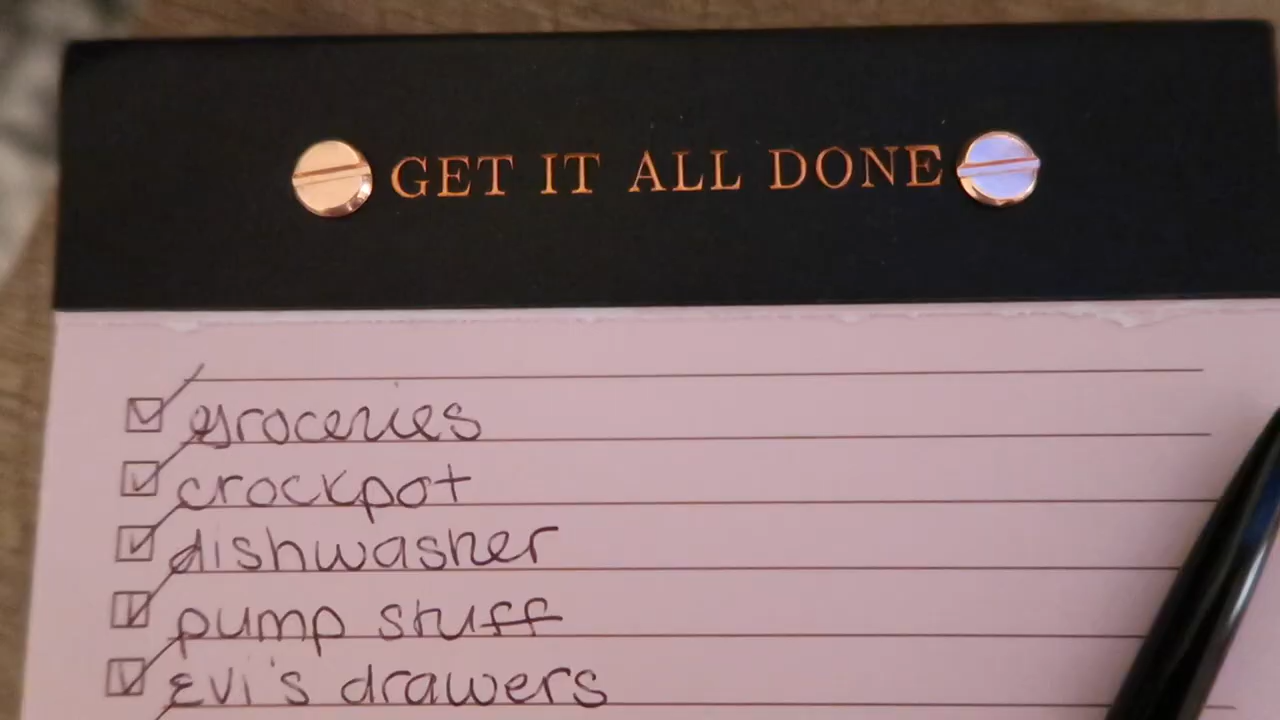 GET IT ALL DONE
groceries
crockpot
dishwasher
pump stuff
Evi's drawers